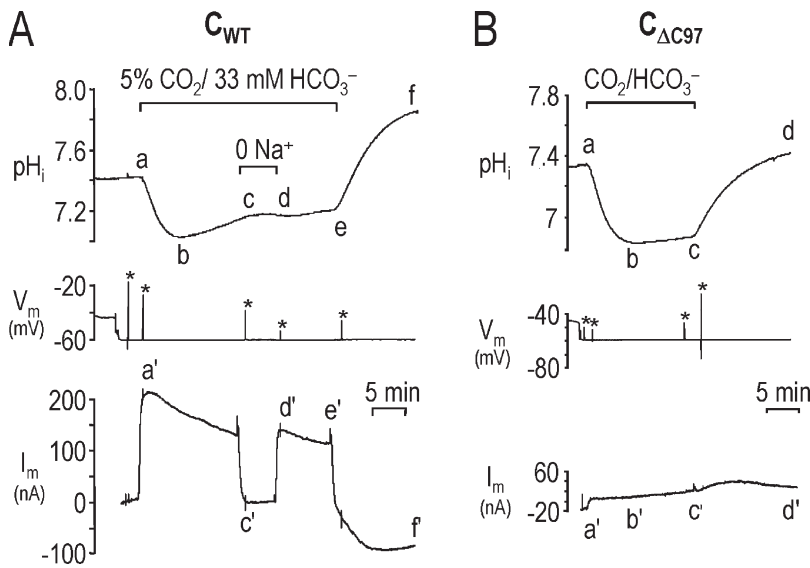 A
C_WT
5% CO₂/ 33 mM HCO₃⁻
8.0
7.6
7.2
pHᵢ
0 Na⁺
a
b
c
d
e
f
-20
-60
Vₘ
(mV)
*
*
*
*
*
200
100
0
-100
Iₘ
(nA)
5 min
a'
c'
d'
e'
f'
B
C_ΔC97
CO₂/HCO₃⁻
7.8
7.4
7
pHᵢ
a
b
c
d
-40
-80
Vₘ
(mV)
* *
*
*
5 min
60
-20
Iₘ
(nA)
a'
b'
c'
d'